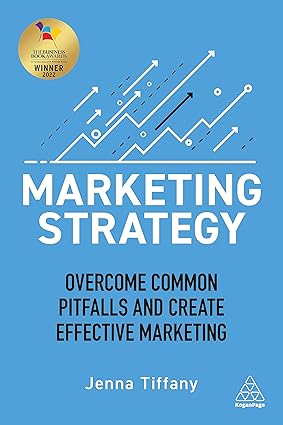 THE BUSINESS
BOOK AWARDS
WINNER
2022
MARKETING
STRATEGY
OVERCOME COMMON
PITFALLS AND CREATE
EFFECTIVE MARKETING
Jenna Tiffany
KoganPage